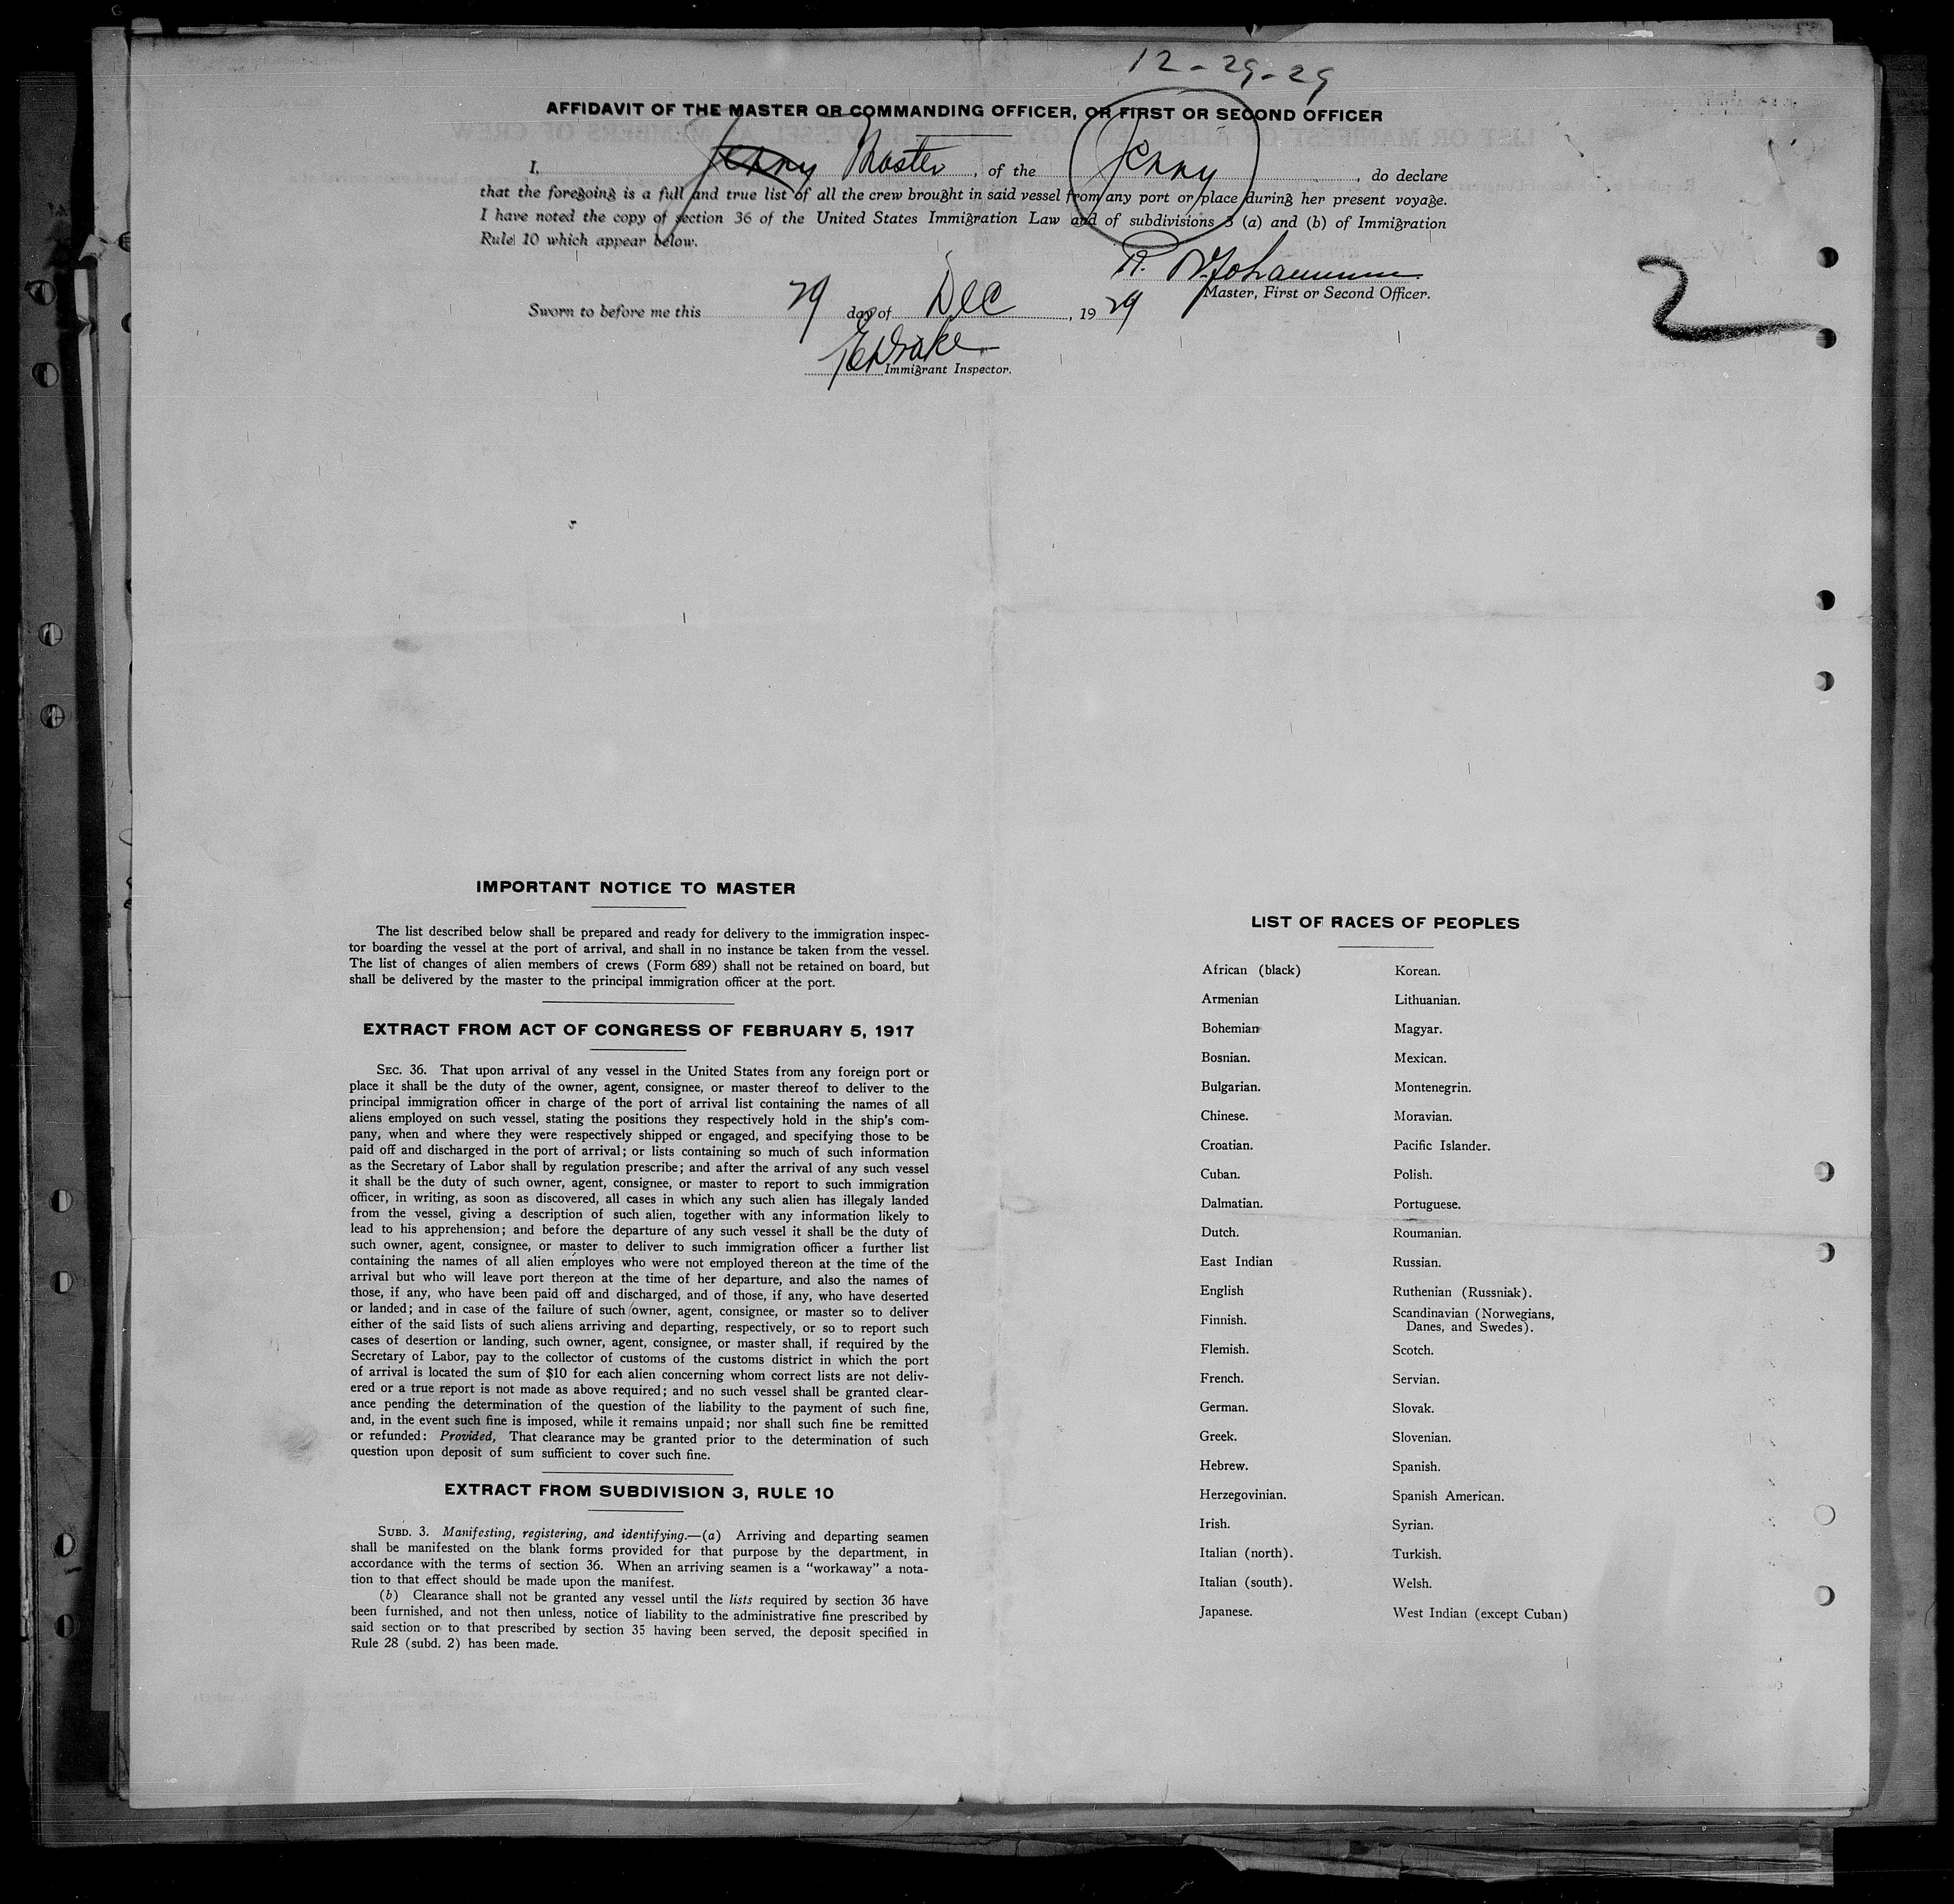 12-29-29
AFFIDAVIT OF THE MASTER OR COMMANDING OFFICER, OR FIRST OR SECOND OFFICER
I, Jenny Master, of the Jenny, do declare
that the foregoing is a full and true list of all the crew brought in said vessel from any port or place during her present voyage.
I have noted the copy of section 36 of the United States Immigration Law and of subdivisions 3 (a) and (b) of Immigration
Rule 10 which appear below.
Master, First or Second Officer.
2
Sworn to before me this 29 day of Dec, 1929
Drake
Immigrant Inspector.
IMPORTANT NOTICE TO MASTER
The list described below shall be prepared and ready for delivery to the immigration inspec-
tor boarding the vessel at the port of arrival, and shall in no instance be taken from the vessel.
The list of changes of alien members of crews (Form 689) shall not be retained on board, but
shall be delivered by the master to the principal immigration officer at the port.
EXTRACT FROM ACT OF CONGRESS OF FEBRUARY 5, 1917
SEC. 36. That upon arrival of any vessel in the United States from any foreign port or
place it shall be the duty of the owner, agent, consignee, or master thereof to deliver to the
principal immigration officer in charge of the port of arrival list containing the names of all
aliens employed on such vessel, stating the positions they respectively hold in the ship's com-
pany, when and where they were respectively shipped or engaged, and specifying those to be
paid off and discharged in the port of arrival; or lists containing so much of such information
as the Secretary of Labor shall by regulation prescribe; and after the arrival of any such vessel
it shall be the duty of such owner, agent, consignee, or master to report to such immigration
officer, in writing, as soon as discovered, all cases in which any such alien has illegaly landed
from the vessel, giving a description of such alien, together with any information likely to
lead to his apprehension; and before the departure of any such vessel it shall be the duty of
such owner, agent, consignee, or master to deliver to such immigration officer a further list
containing the names of all alien employes who were not employed thereon at the time of the
arrival but who will leave port thereon at the time of her departure, and also the names of
those, if any, who have been paid off and discharged, and of those, if any, who have deserted
or landed; and in case of the failure of such owner, agent, consignee, or master so to deliver
either of the said lists of such aliens arriving and departing, respectively, or so to report such
cases of desertion or landing, such owner, agent, consignee, or master shall, if required by the
Secretary of Labor, pay to the collector of customs of the customs district in which the port
of arrival is located the sum of $10 for each alien concerning whom correct lists are not deliv-
ered or a true report is not made as above required; and no such vessel shall be granted clear-
ance pending the determination of the question of the liability to the payment of such fine,
and, in the event such fine is imposed, while it remains unpaid; nor shall such fine be remitted
or refunded: Provided, That clearance may be granted prior to the determination of such
question upon deposit of sum sufficient to cover such fine.
EXTRACT FROM SUBDIVISION 3, RULE 10
SUBD. 3. Manifesting, registering, and identifying.—(a) Arriving and departing seamen
shall be manifested on the blank forms provided for that purpose by the department, in
accordance with the terms of section 36. When an arriving seamen is a "workaway" a nota-
tion to that effect should be made upon the manifest.
(b) Clearance shall not be granted any vessel until the lists required by section 36 have
been furnished, and not then unless, notice of liability to the administrative fine prescribed by
said section or to that prescribed by section 35 having been served, the deposit specified in
Rule 28 (subd. 2) has been made.
LIST OF RACES OF PEOPLES
African (black)
Armenian
Bohemian
Bosnian.
Bulgarian.
Chinese.
Croatian.
Cuban.
Dalmatian.
Dutch.
East Indian
English
Finnish.
Flemish.
French.
German.
Greek.
Hebrew.
Herzegovinian.
Irish.
Italian (north).
Italian (south).
Japanese.
Korean.
Lithuanian.
Magyar.
Mexican.
Montenegrin.
Moravian.
Pacific Islander.
Polish.
Portuguese.
Roumanian.
Russian.
Ruthenian (Russniak).
Scandinavian (Norwegians,
Danes, and Swedes).
Scotch.
Servian.
Slovak.
Slovenian.
Spanish.
Spanish American.
Syrian.
Turkish.
Welsh.
West Indian (except Cuban)